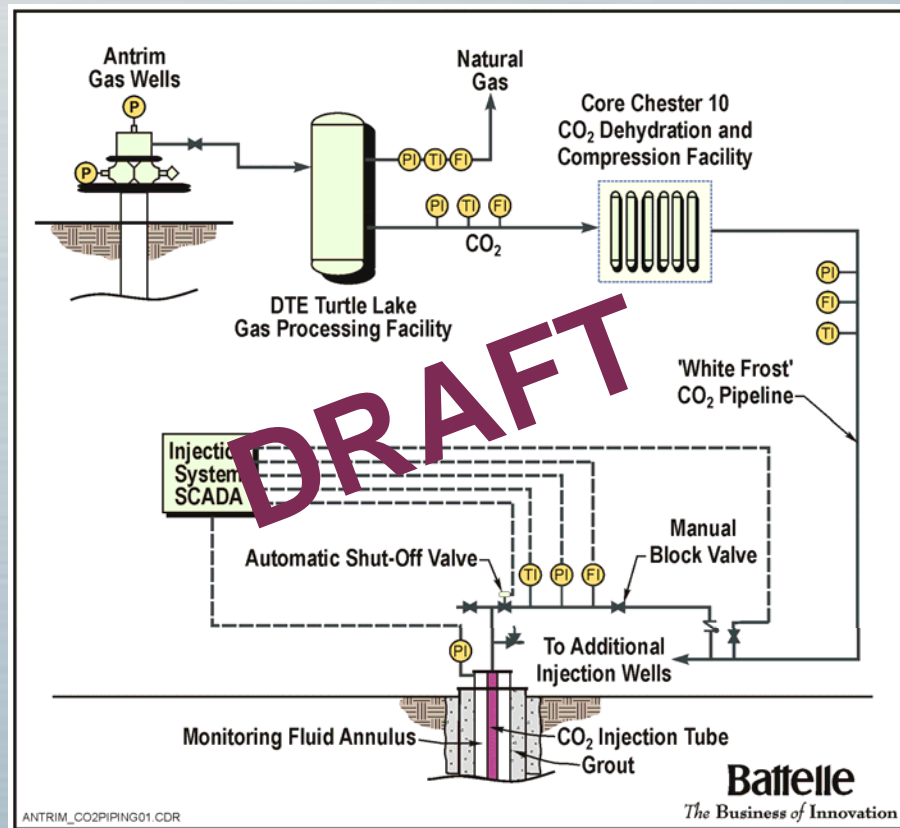 Antrim
Gas Wells
P
P
Natural
Gas
PI TI FI
PI TI FI
CO₂
Core Chester 10
CO₂ Dehydration and
Compression Facility
DTE Turtle Lake
Gas Processing Facility
PI
FI
TI
'White Frost'
CO₂ Pipeline
DRAFT
Injection
System
SCADA
Automatic Shut-Off Valve
TI PI FI
Manual
Block Valve
PI
To Additional
Injection Wells
Monitoring Fluid Annulus
CO₂ Injection Tube
Grout
Battelle
The Business of Innovation
ANTRIM_CO2PIPING01.CDR